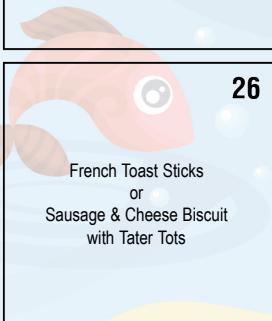 26
French Toast Sticks
or
Sausage & Cheese Biscuit
with Tater Tots